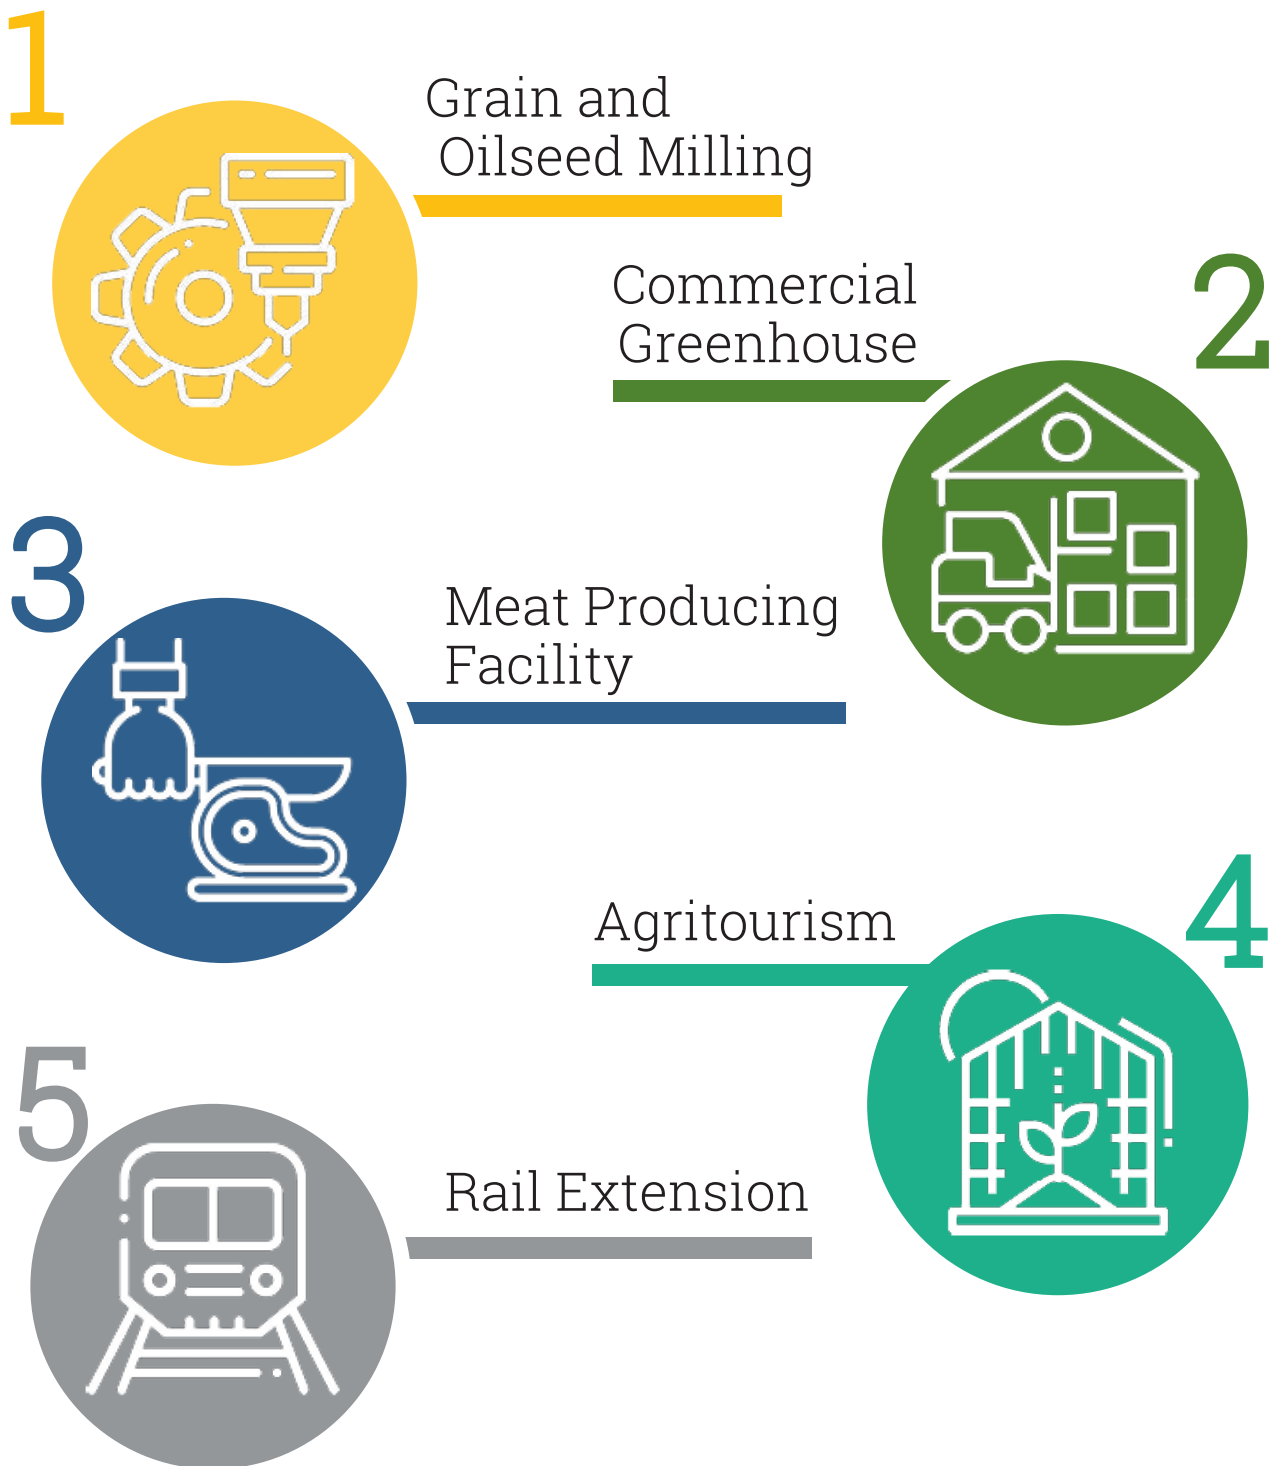 1
Grain and
Oilseed Milling
2
Commercial
Greenhouse
3
Meat Producing
Facility
4
Agritourism
5
Rail Extension